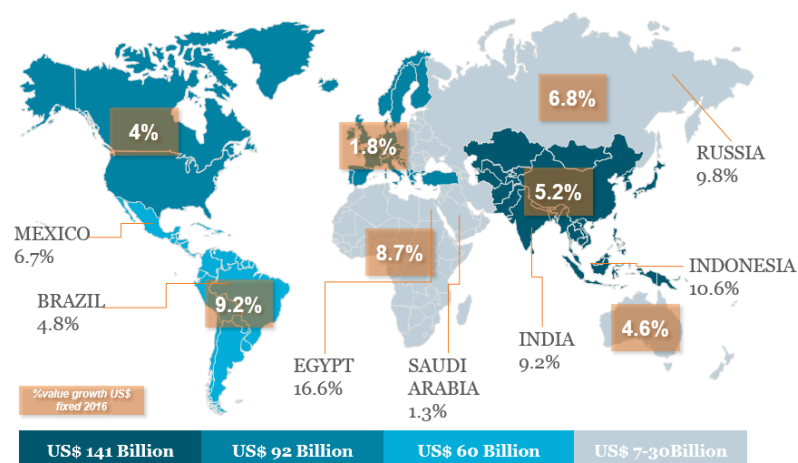 4%
1.8%
6.8%
RUSSIA
9.8%
5.2%
MEXICO
6.7%
8.7%
INDONESIA
10.6%
BRAZIL
4.8%
9.2%
4.6%
EGYPT
16.6%
SAUDI
ARABIA
1.3%
INDIA
9.2%
%value growth US$
fixed 2016
US$ 141 Billion
US$ 92 Billion
US$ 60 Billion
US$ 7-30Billion